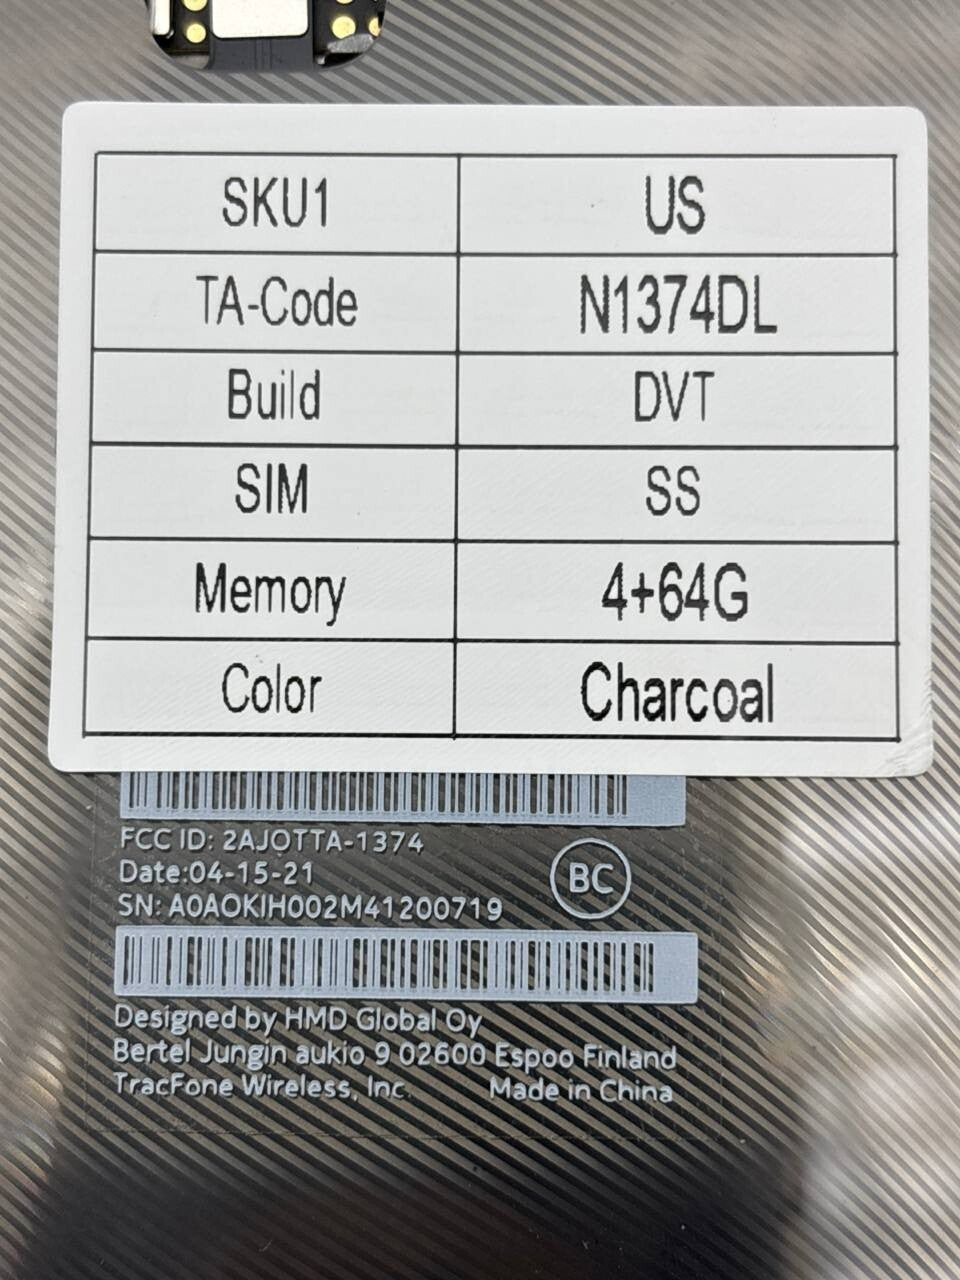 SKU1 US
TA-Code N1374DL
Build DVT
SIM SS
Memory 4+64G
Color Charcoal
FCC ID: 2AJOTTA-1374
Date:04-15-21
BC
SN: A0AOKIH002M41200719
Designed by HMD Global Oy
Bertel Jungin aukio 9 02600 Espoo Finland
TracFone Wireless, Inc. Made in China